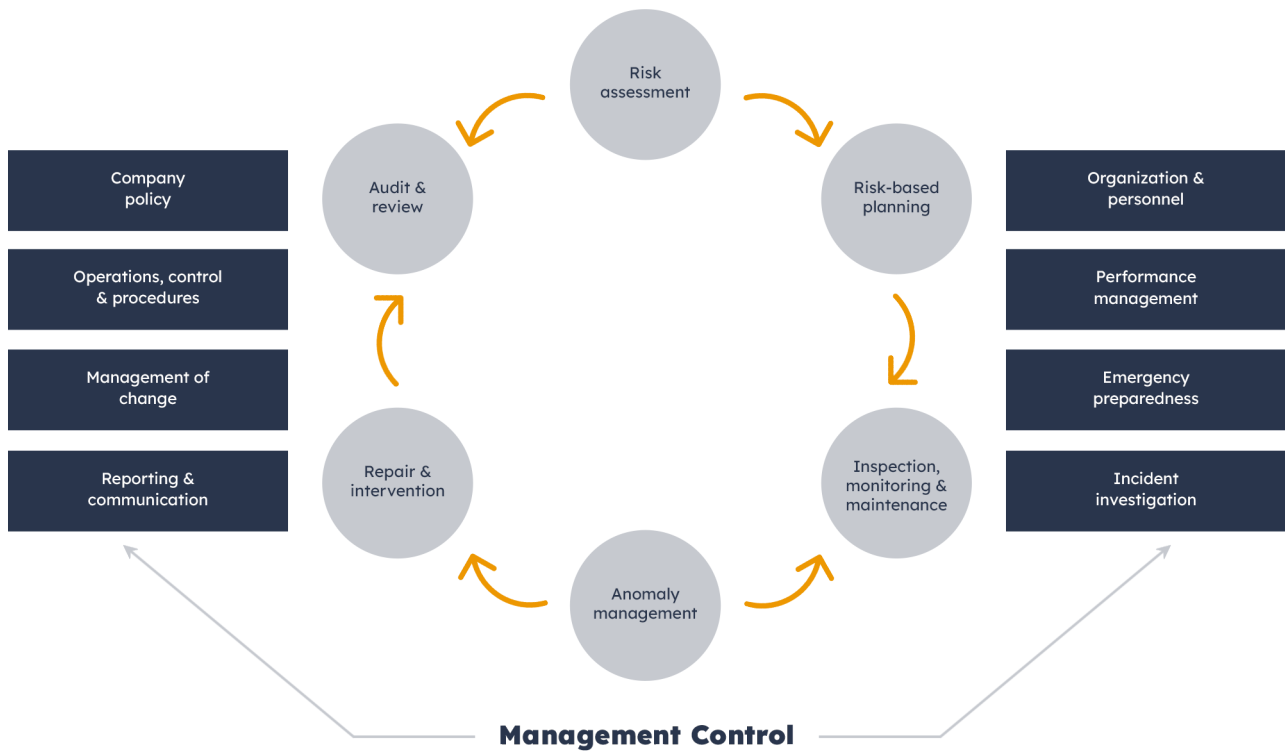 Risk
assessment
Audit &
review
Risk-based
planning
Company
policy
Organization &
personnel
Operations, control
& procedures
Performance
management
Management of
change
Emergency
preparedness
Repair &
intervention
Inspection,
monitoring &
maintenance
Reporting &
communication
Incident
investigation
Anomaly
management
Management Control